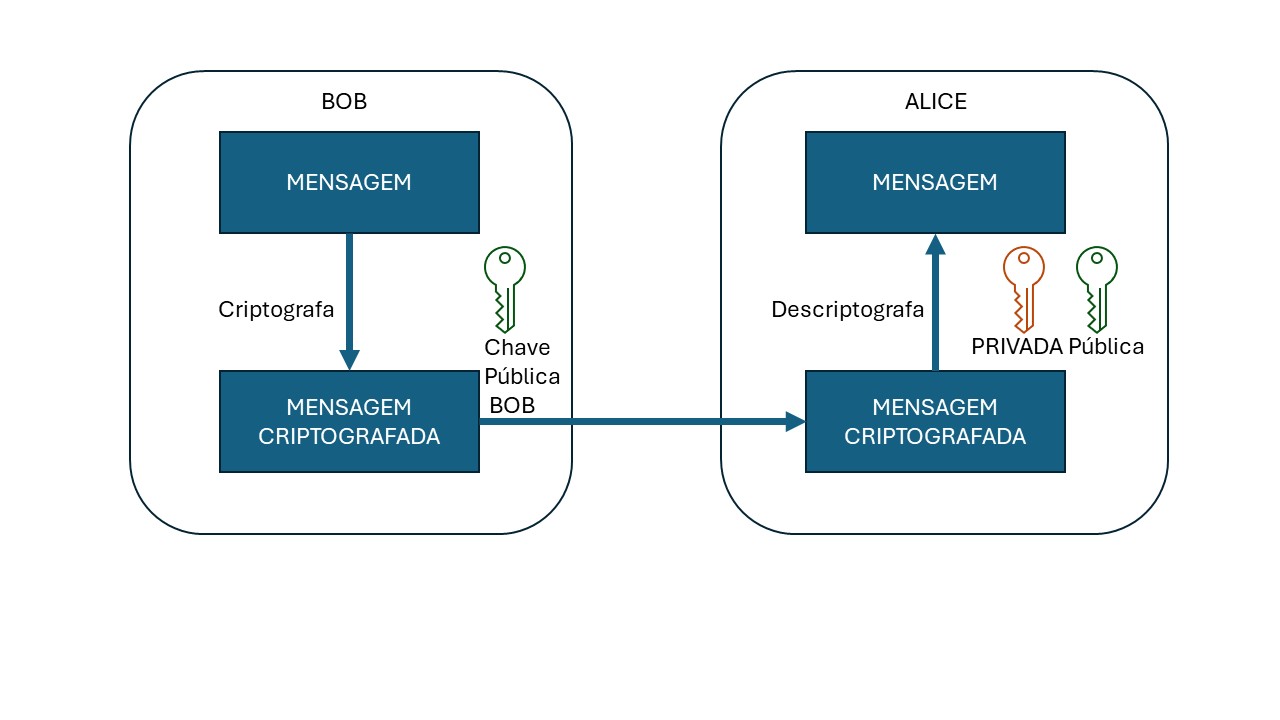 BOB
MENSAGEM
Criptografa
Chave
Pública
BOB
MENSAGEM
CRIPTOGRAFADA
ALICE
MENSAGEM
Descriptografa
PRIVADA Pública
MENSAGEM
CRIPTOGRAFADA